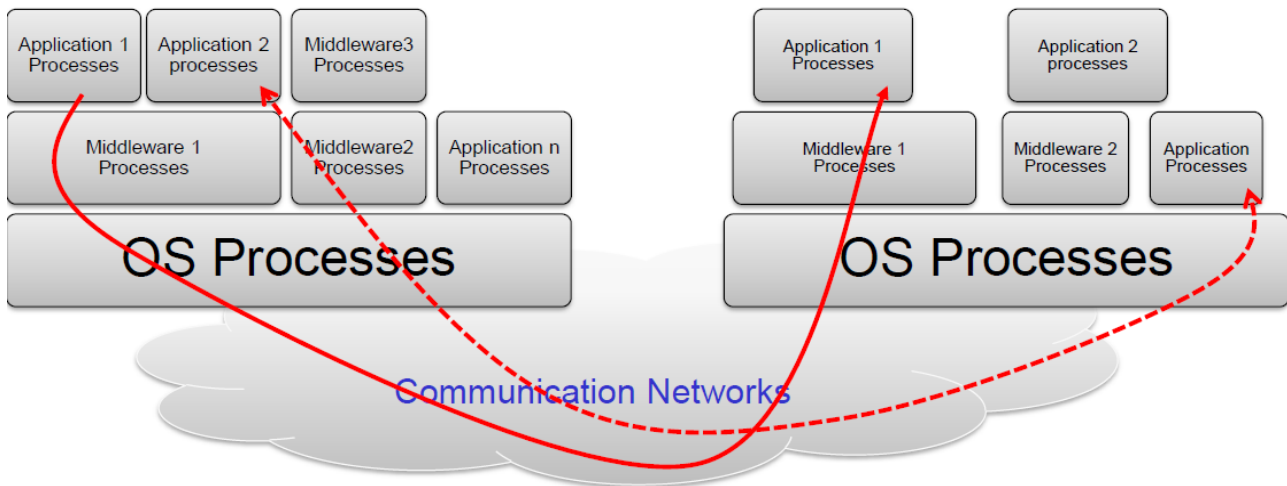 Application 1
Processes
Application 2
processes
Middleware3
Processes
Middleware 1
Processes
Middleware2
Processes
Application n
Processes
OS Processes
Application 1
Processes
Application 2
processes
Middleware 1
Processes
Middleware 2
Processes
Application
Processes
OS Processes
Communication Networks